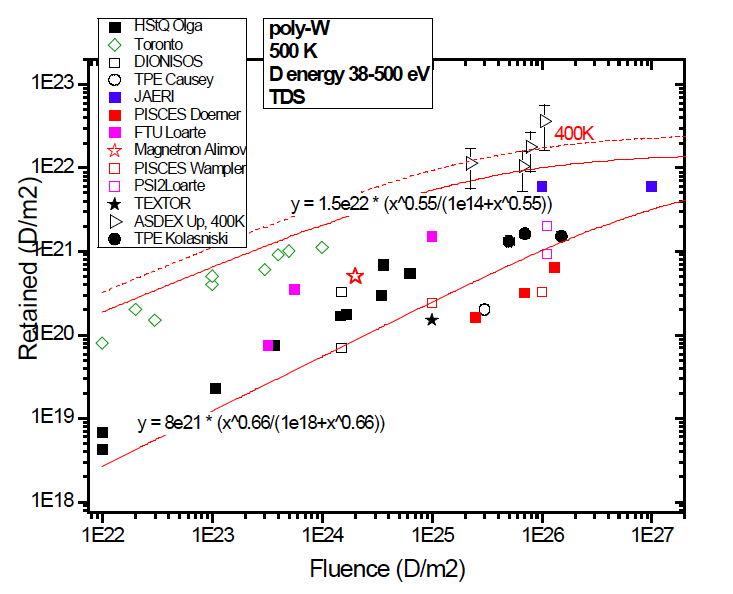 HStQ Olga
Toronto
DIONISOS
TPE Causey
JAERI
PISCES Doerner
FTU Loarte
Magnetron Alimov
PISCES Wampler
PSI2Loarte
TEXTOR
ASDEX Up, 400K
TPE Kolasniski
poly-W
500 K
D energy 38-500 eV
TDS
400K
y = 1.5e22 * (x^0.55/(1e14+x^0.55))
y = 8e21 * (x^0.66/(1e18+x^0.66))
Retained (D/m2)
1E23
1E22
1E21
1E20
1E19
1E18
1E22 1E23 1E24 1E25 1E26 1E27
Fluence (D/m2)